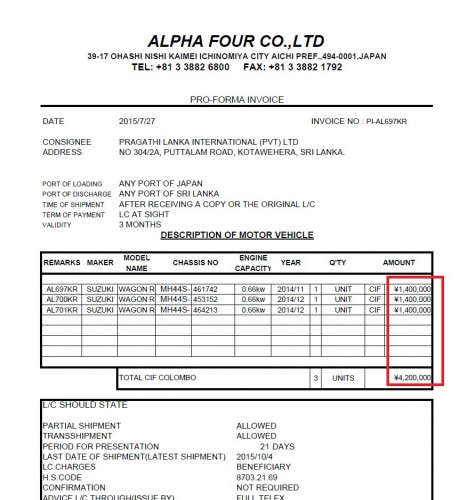 ALPHA FOUR CO.,LTD
39-17 OHASHI NISHI KAIMEI ICHINOMIYA CITY AICHI PREF.,494-0001,JAPAN
TEL: +81 3 3882 6800 FAX: +81 3 3882 1792
PRO-FORMA INVOICE
DATE 2015/7/27 INVOICE NO : PI-AL697KR
CONSIGNEE PRAGATHI LANKA INTERNATIONAL (PVT) LTD
ADDRESS NO 304/2A, PUTTALAM ROAD, KOTAWEHERA, SRI LANKA.
PORT OF LOADING ANY PORT OF JAPAN
PORT OF DISCHARGE ANY PORT OF SRI LANKA
TIME OF SHIPMENT AFTER RECEIVING A COPY OR THE ORIGINAL L/C
TERM OF PAYMENT LC AT SIGHT
VALIDITY 3 MONTHS
DESCRIPTION OF MOTOR VEHICLE
REMARKS MAKER MODEL NAME CHASSIS NO ENGINE CAPACITY YEAR Q'TY AMOUNT
AL697KR SUZUKI WAGON R MH44S- 461742 0.66kw 2014/11 1 UNIT CIF ¥1,400,000
AL700KR SUZUKI WAGON R MH44S- 453152 0.66kw 2014/12 1 UNIT CIF ¥1,400,000
AL701KR SUZUKI WAGON R MH44S- 464213 0.66kw 2014/12 1 UNIT CIF ¥1,400,000
TOTAL CIF COLOMBO 3 UNITS ¥4,200,000
L/C SHOULD STATE
PARTIAL SHIPMENT ALLOWED
TRANSSHIPMENT ALLOWED
PERIOD FOR PRESENTATION 21 DAYS
LAST DATE OF SHIPMENT(LATEST SHIPMENT) 2015/10/4
LC CHARGES BENEFICIARY
H.S.CODE 8703.21.69
CONFIRMATION NOT REQUIRED
ADVICE L/C THROUGH(ISSUE BY) FULL TELEX